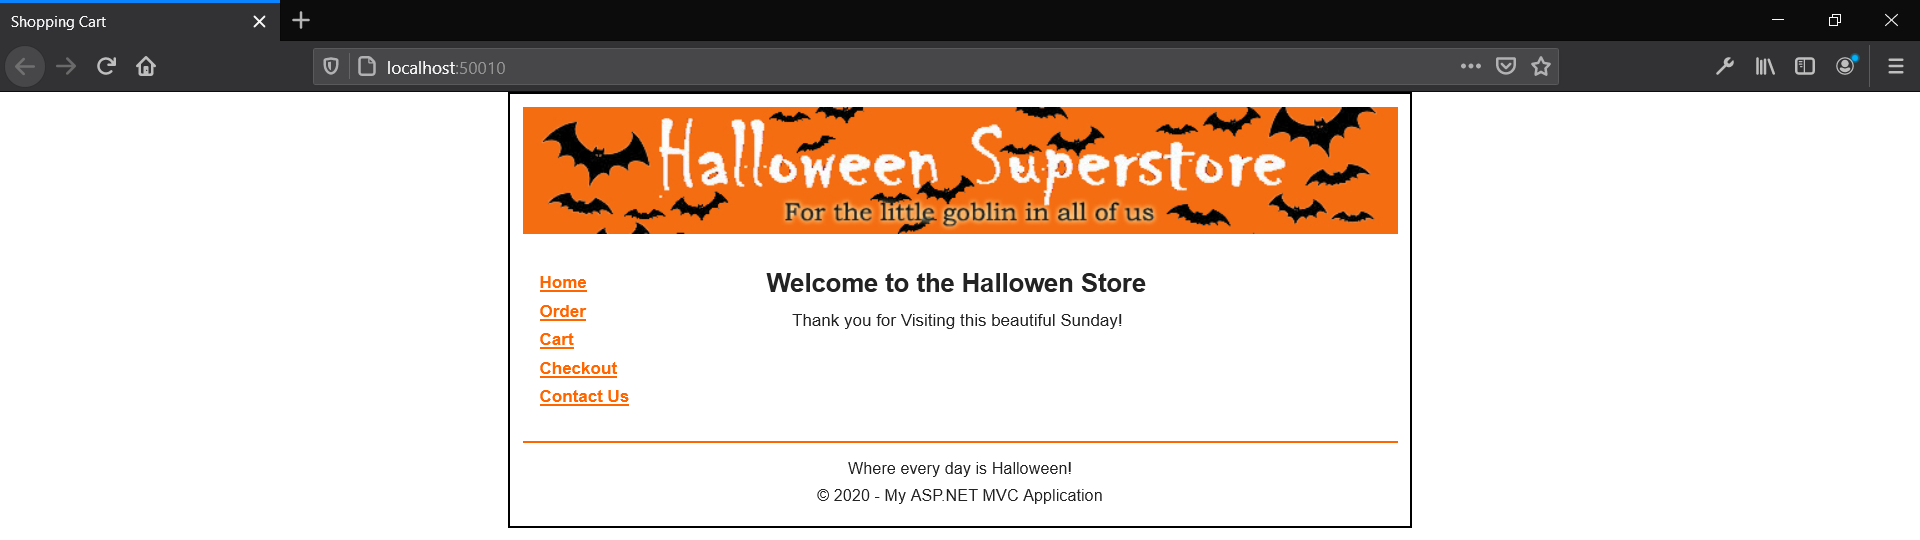 Shopping Cart
localhost:50010
Halloween Superstore
For the little goblin in all of us
Home
Order
Cart
Checkout
Contact Us
Welcome to the Hallowen Store
Thank you for Visiting this beautiful Sunday!
Where every day is Halloween!
© 2020 - My ASP.NET MVC Application